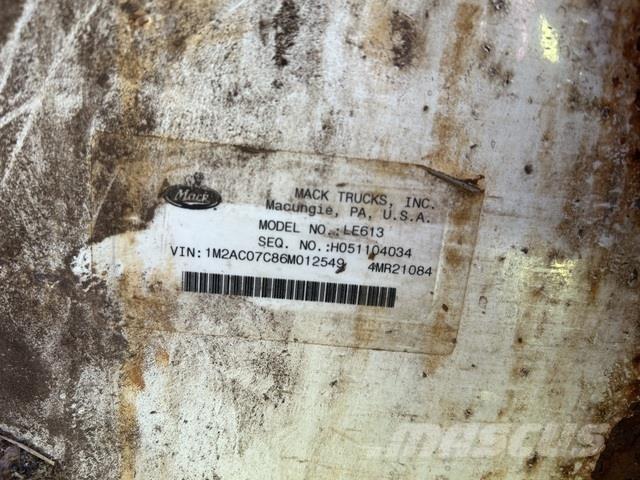 Mack
MACK TRUCKS, INC.
Macungie, PA, U.S.A.
MODEL NO.:LE613
SEQ. NO.:H051104034
VIN:1M2AC07C86M012549 4MR21084
MASCUS